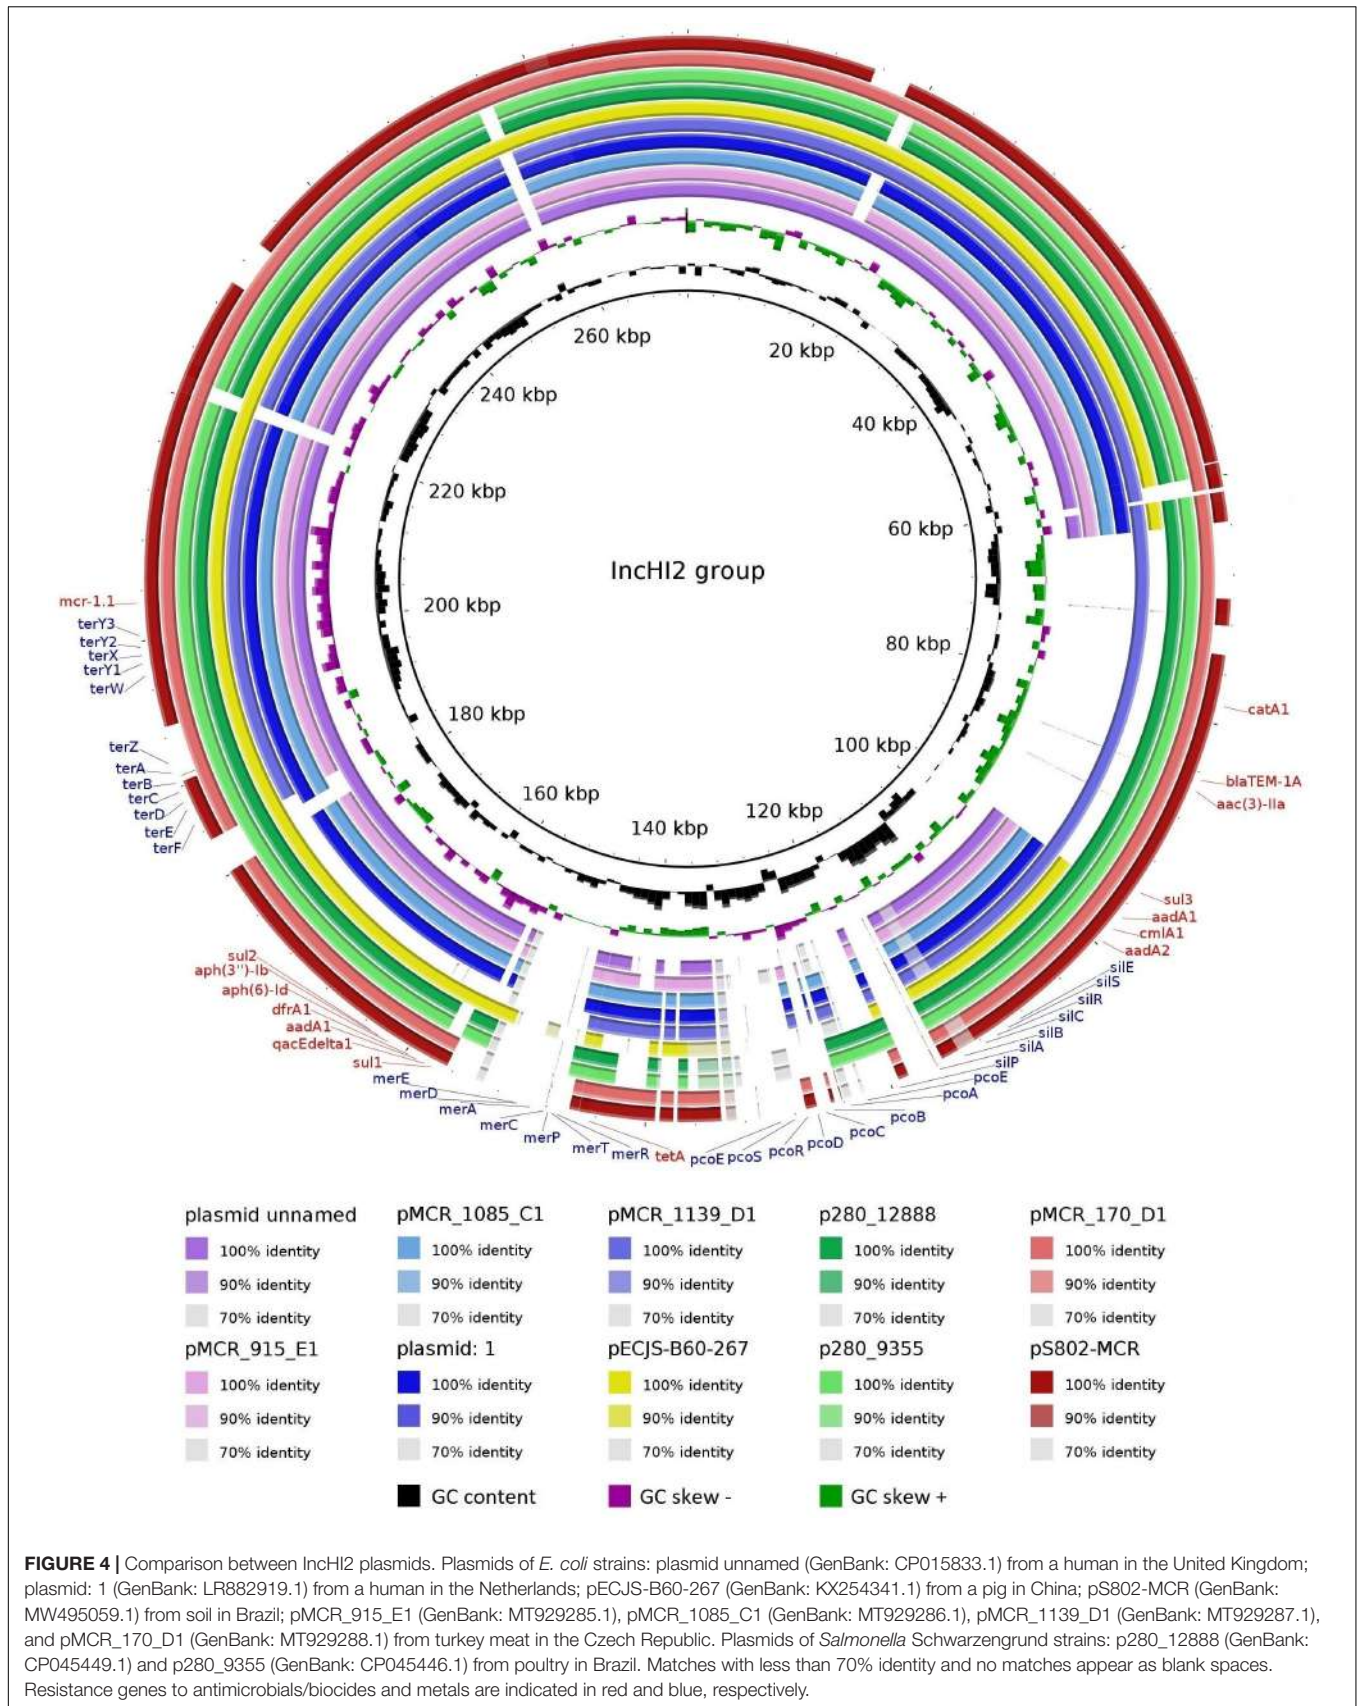 260 kbp
20 kbp
240 kbp
40 kbp
220 kbp
60 kbp
IncHI2 group
200 kbp
80 kbp
180 kbp
100 kbp
160 kbp
120 kbp
140 kbp
mcr-1.1
terY3
terY2
terX
terY1
terW
terZ
terA
terB
terC
terD
terE
terF
catA1
blaTEM-1A
aac(3)-IIa
sul3
aadA1
cmlA1
aadA2
silE
silS
silR
silC
silB
silA
silP
pcoE
pcoA
pcoB
pcoC
pcoD
pcoR
pcoS
pcoE
tetA
merR
merT
merP
merC
merA
merD
merE
sul1
qacEdelta1
aadA1
dfrA1
aph(6)-Id
aph(3'')-Ib
sul2
plasmid unnamed pMCR_1085_C1 pMCR_1139_D1 p280_12888 pMCR_170_D1
100% identity 100% identity 100% identity 100% identity 100% identity
90% identity 90% identity 90% identity 90% identity 90% identity
70% identity 70% identity 70% identity 70% identity 70% identity
pMCR_915_E1 plasmid: 1 pECJS-B60-267 p280_9355 pS802-MCR
100% identity 100% identity 100% identity 100% identity 100% identity
90% identity 90% identity 90% identity 90% identity 90% identity
70% identity 70% identity 70% identity 70% identity 70% identity
GC content GC skew - GC skew +
FIGURE 4 | Comparison between IncHI2 plasmids. Plasmids of E. coli strains: plasmid unnamed (GenBank: CP015833.1) from a human in the United Kingdom;
plasmid: 1 (GenBank: LR882919.1) from a human in the Netherlands; pECJS-B60-267 (GenBank: KX254341.1) from a pig in China; pS802-MCR (GenBank:
MW495059.1) from soil in Brazil; pMCR_915_E1 (GenBank: MT929285.1), pMCR_1085_C1 (GenBank: MT929286.1), pMCR_1139_D1 (GenBank: MT929287.1),
and pMCR_170_D1 (GenBank: MT929288.1) from turkey meat in the Czech Republic. Plasmids of Salmonella Schwarzengrund strains: p280_12888 (GenBank:
CP045449.1) and p280_9355 (GenBank: CP045446.1) from poultry in Brazil. Matches with less than 70% identity and no matches appear as blank spaces.
Resistance genes to antimicrobials/biocides and metals are indicated in red and blue, respectively.